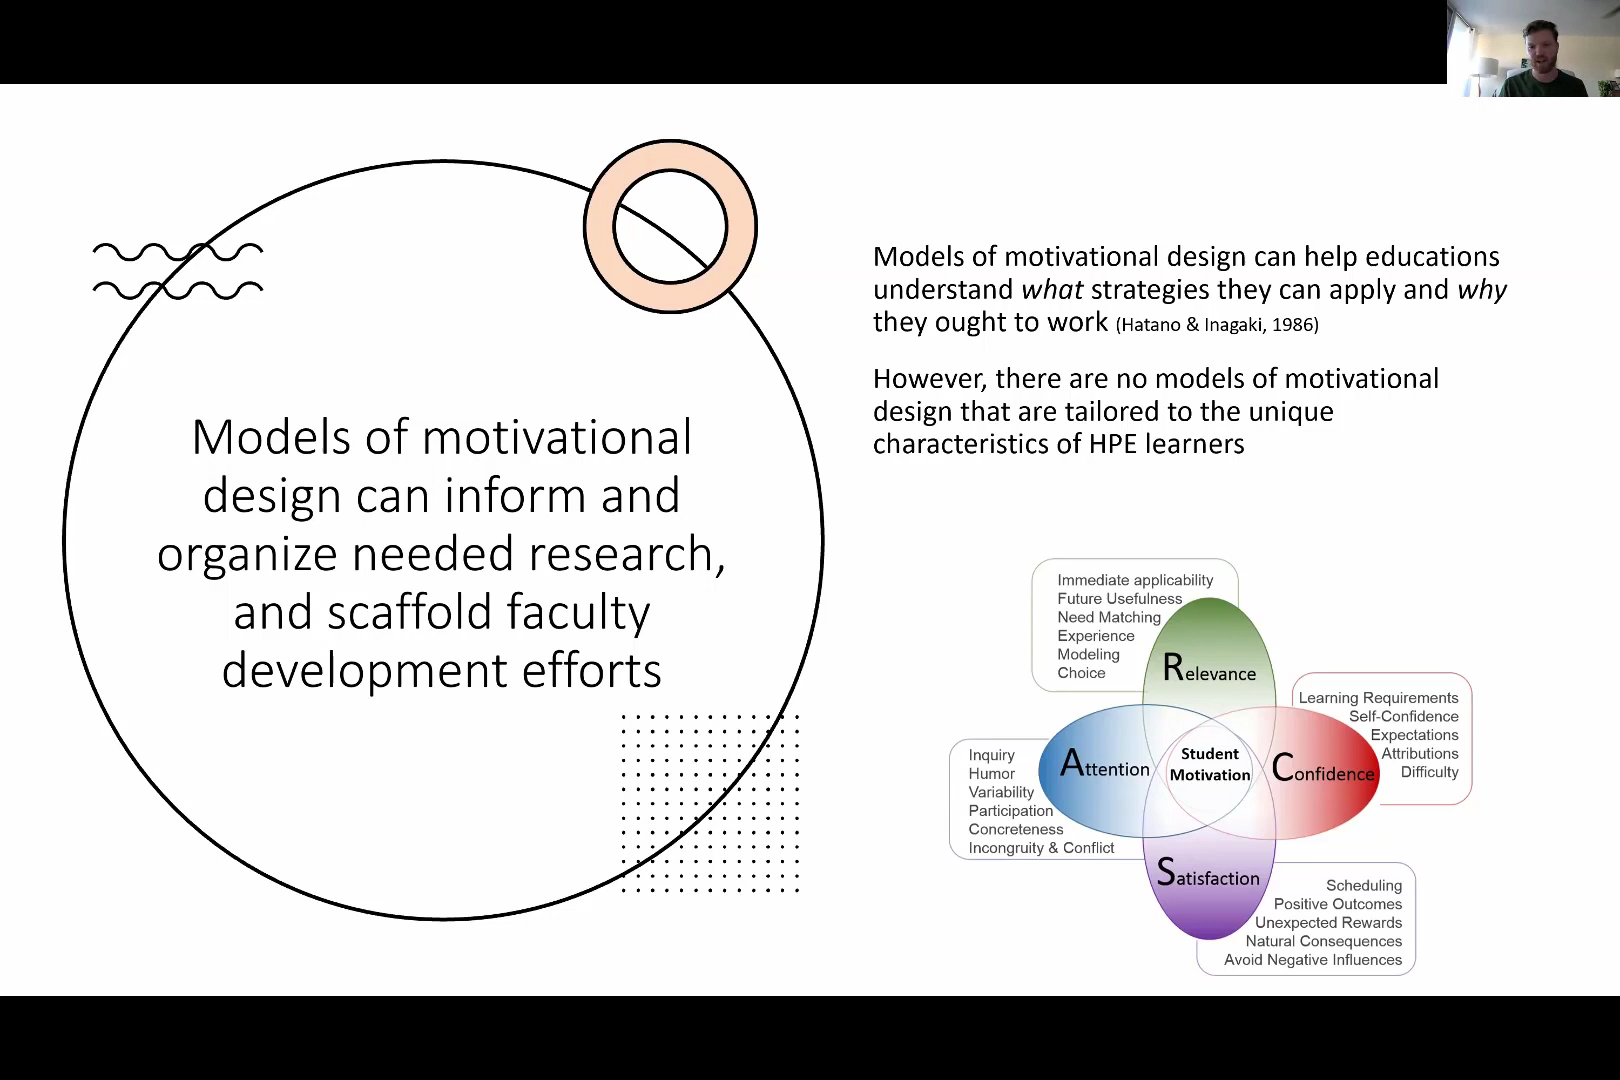 Models of motivational
design can inform and
organize needed research,
and scaffold faculty
development efforts
Models of motivational design can help educations
understand what strategies they can apply and why
they ought to work (Hatano & Inagaki, 1986)
However, there are no models of motivational
design that are tailored to the unique
characteristics of HPE learners
Immediate applicability
Future Usefulness
Need Matching
Experience
Modeling
Choice
Relevance
Learning Requirements
Self-Confidence
Expectations
Attributions
Difficulty
Inquiry
Humor
Variability
Participation
Concreteness
Incongruity & Conflict
Attention
Student
Motivation
Confidence
Satisfaction
Scheduling
Positive Outcomes
Unexpected Rewards
Natural Consequences
Avoid Negative Influences